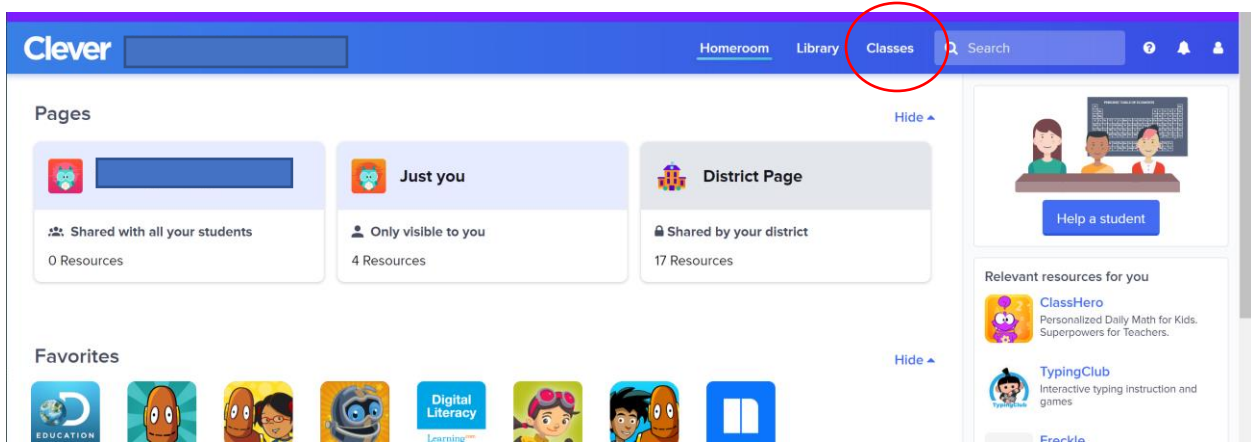 Clever
Homeroom Library Classes Search
Pages
Hide
Just you
District Page
Shared with all your students
Only visible to you
Shared by your district
0 Resources
4 Resources
17 Resources
Help a student
Relevant resources for you
ClassHero
Personalized Daily Math for Kids.
Superpowers for Teachers.
Favorites
Hide
TypingClub
Interactive typing instruction and
games
TypingClub
EDUCATION
Digital
Literacy
Learning.com
Freckle